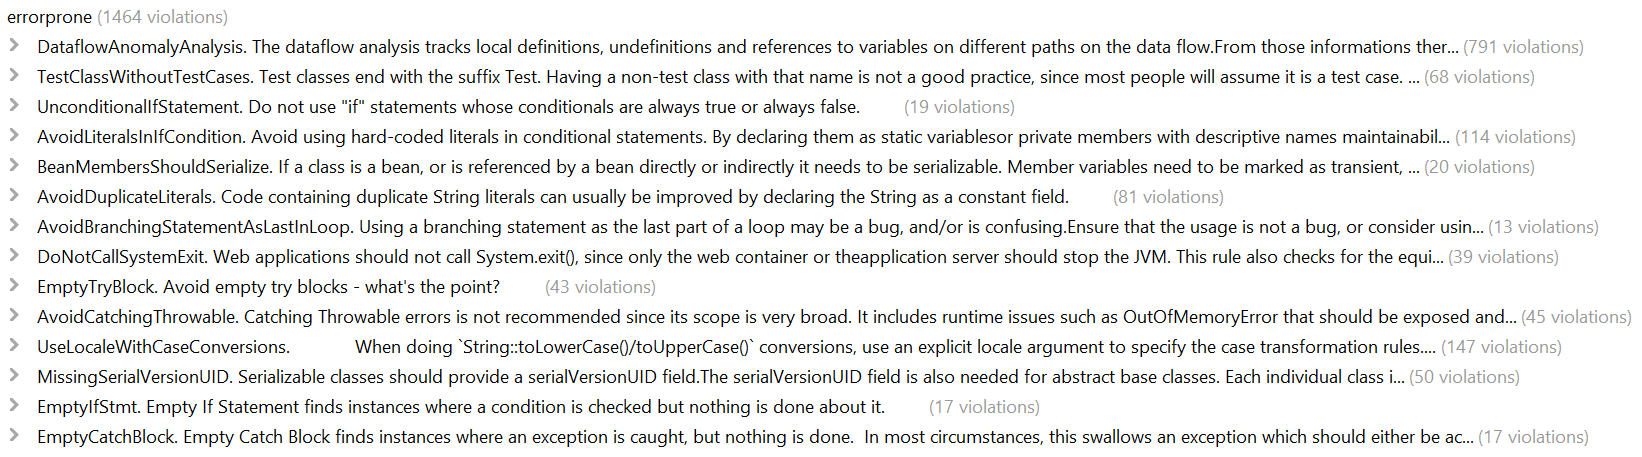 errorprone (1464 violations)
DataflowAnomalyAnalysis. The dataflow analysis tracks local definitions, undefinitions and references to variables on different paths on the data flow.From those informations ther... (791 violations)
TestClassWithoutTestCases. Test classes end with the suffix Test. Having a non-test class with that name is not a good practice, since most people will assume it is a test case. ... (68 violations)
UnconditionalIfStatement. Do not use "if" statements whose conditionals are always true or always false. (19 violations)
AvoidLiteralsInIfCondition. Avoid using hard-coded literals in conditional statements. By declaring them as static variablesor private members with descriptive names maintainabil... (114 violations)
BeanMembersShouldSerialize. If a class is a bean, or is referenced by a bean directly or indirectly it needs to be serializable. Member variables need to be marked as transient, ... (20 violations)
AvoidDuplicateLiterals. Code containing duplicate String literals can usually be improved by declaring the String as a constant field. (81 violations)
AvoidBranchingStatementAsLastInLoop. Using a branching statement as the last part of a loop may be a bug, and/or is confusing.Ensure that the usage is not a bug, or consider usin... (13 violations)
DoNotCallSystemExit. Web applications should not call System.exit(), since only the web container or theapplication server should stop the JVM. This rule also checks for the equi... (39 violations)
EmptyTryBlock. Avoid empty try blocks - what's the point? (43 violations)
AvoidCatchingThrowable. Catching Throwable errors is not recommended since its scope is very broad. It includes runtime issues such as OutOfMemoryError that should be exposed and... (45 violations)
UseLocaleWithCaseConversions. When doing `String::toLowerCase()/toUpperCase()` conversions, use an explicit locale argument to specify the case transformation rules.... (147 violations)
MissingSerialVersionUID. Serializable classes should provide a serialVersionUID field.The serialVersionUID field is also needed for abstract base classes. Each individual class i... (50 violations)
EmptyIfStmt. Empty If Statement finds instances where a condition is checked but nothing is done about it. (17 violations)
EmptyCatchBlock. Empty Catch Block finds instances where an exception is caught, but nothing is done.  In most circumstances, this swallows an exception which should either be ac... (17 violations)